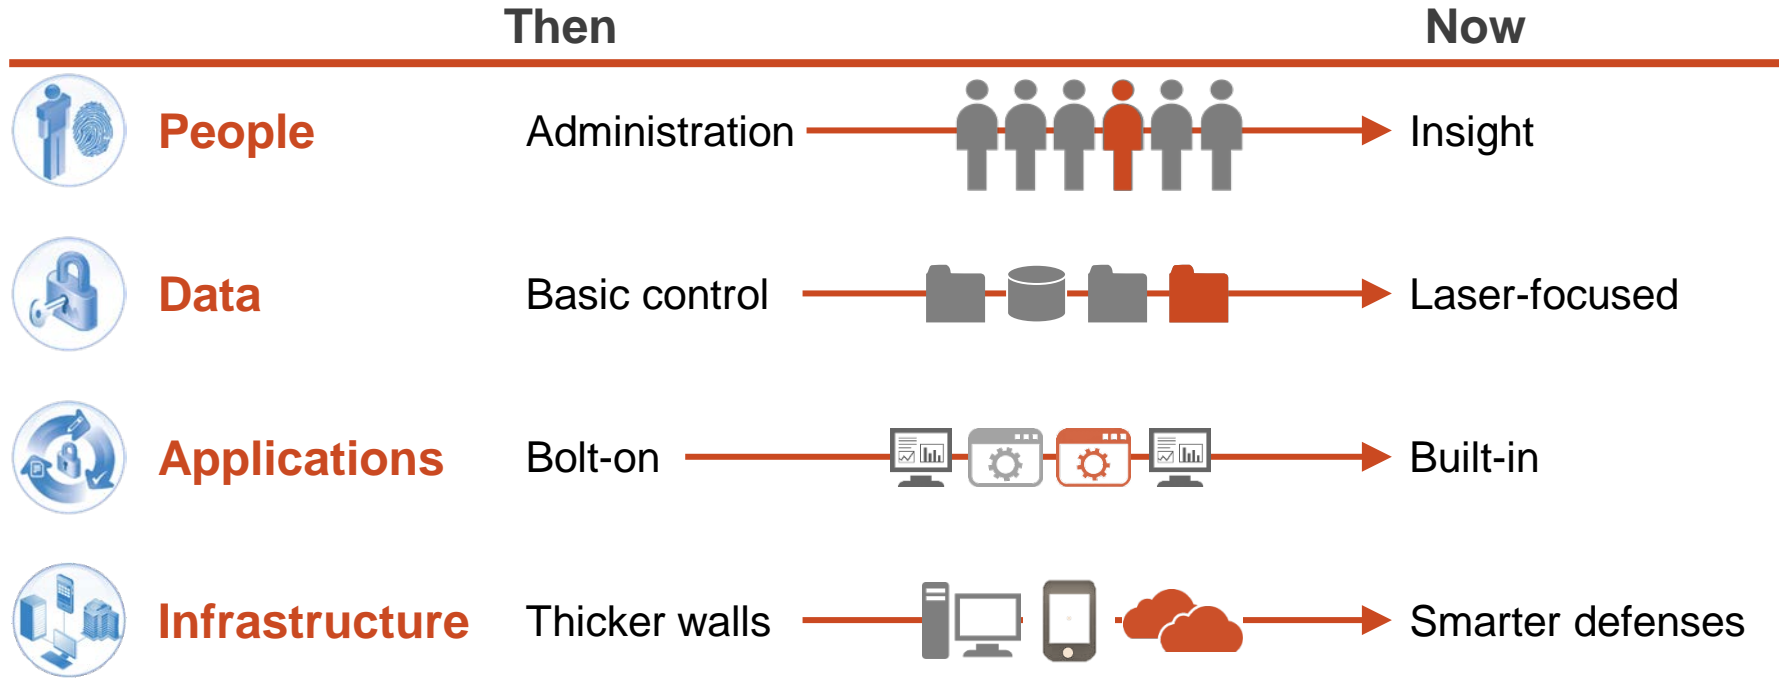 Then Now
People Administration Insight
Data Basic control Laser-focused
Applications Bolt-on Built-in
Infrastructure Thicker walls Smarter defenses